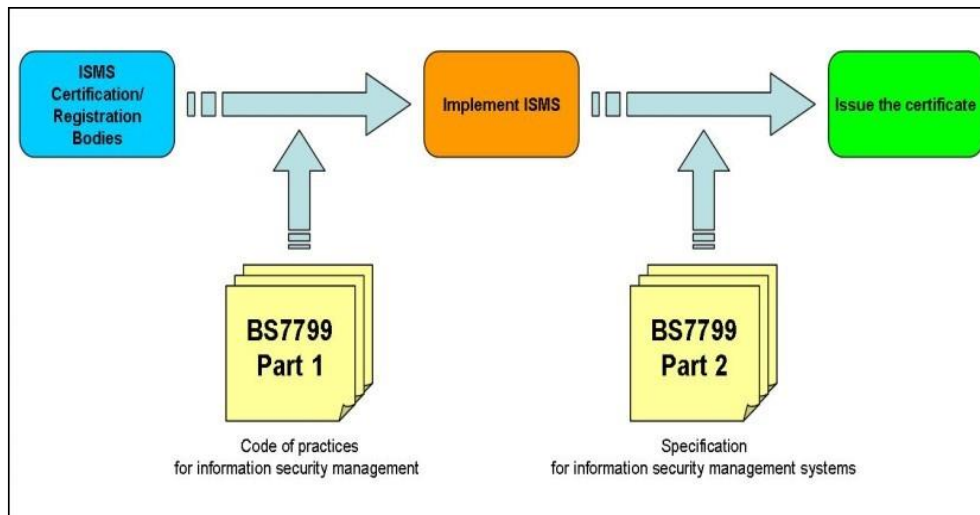 ISMS
Certification/
Registration
Bodies
Implement ISMS
Issue the certificate
BS7799
Part 1
BS7799
Part 2
Code of practices
for information security management
Specification
for information security management systems